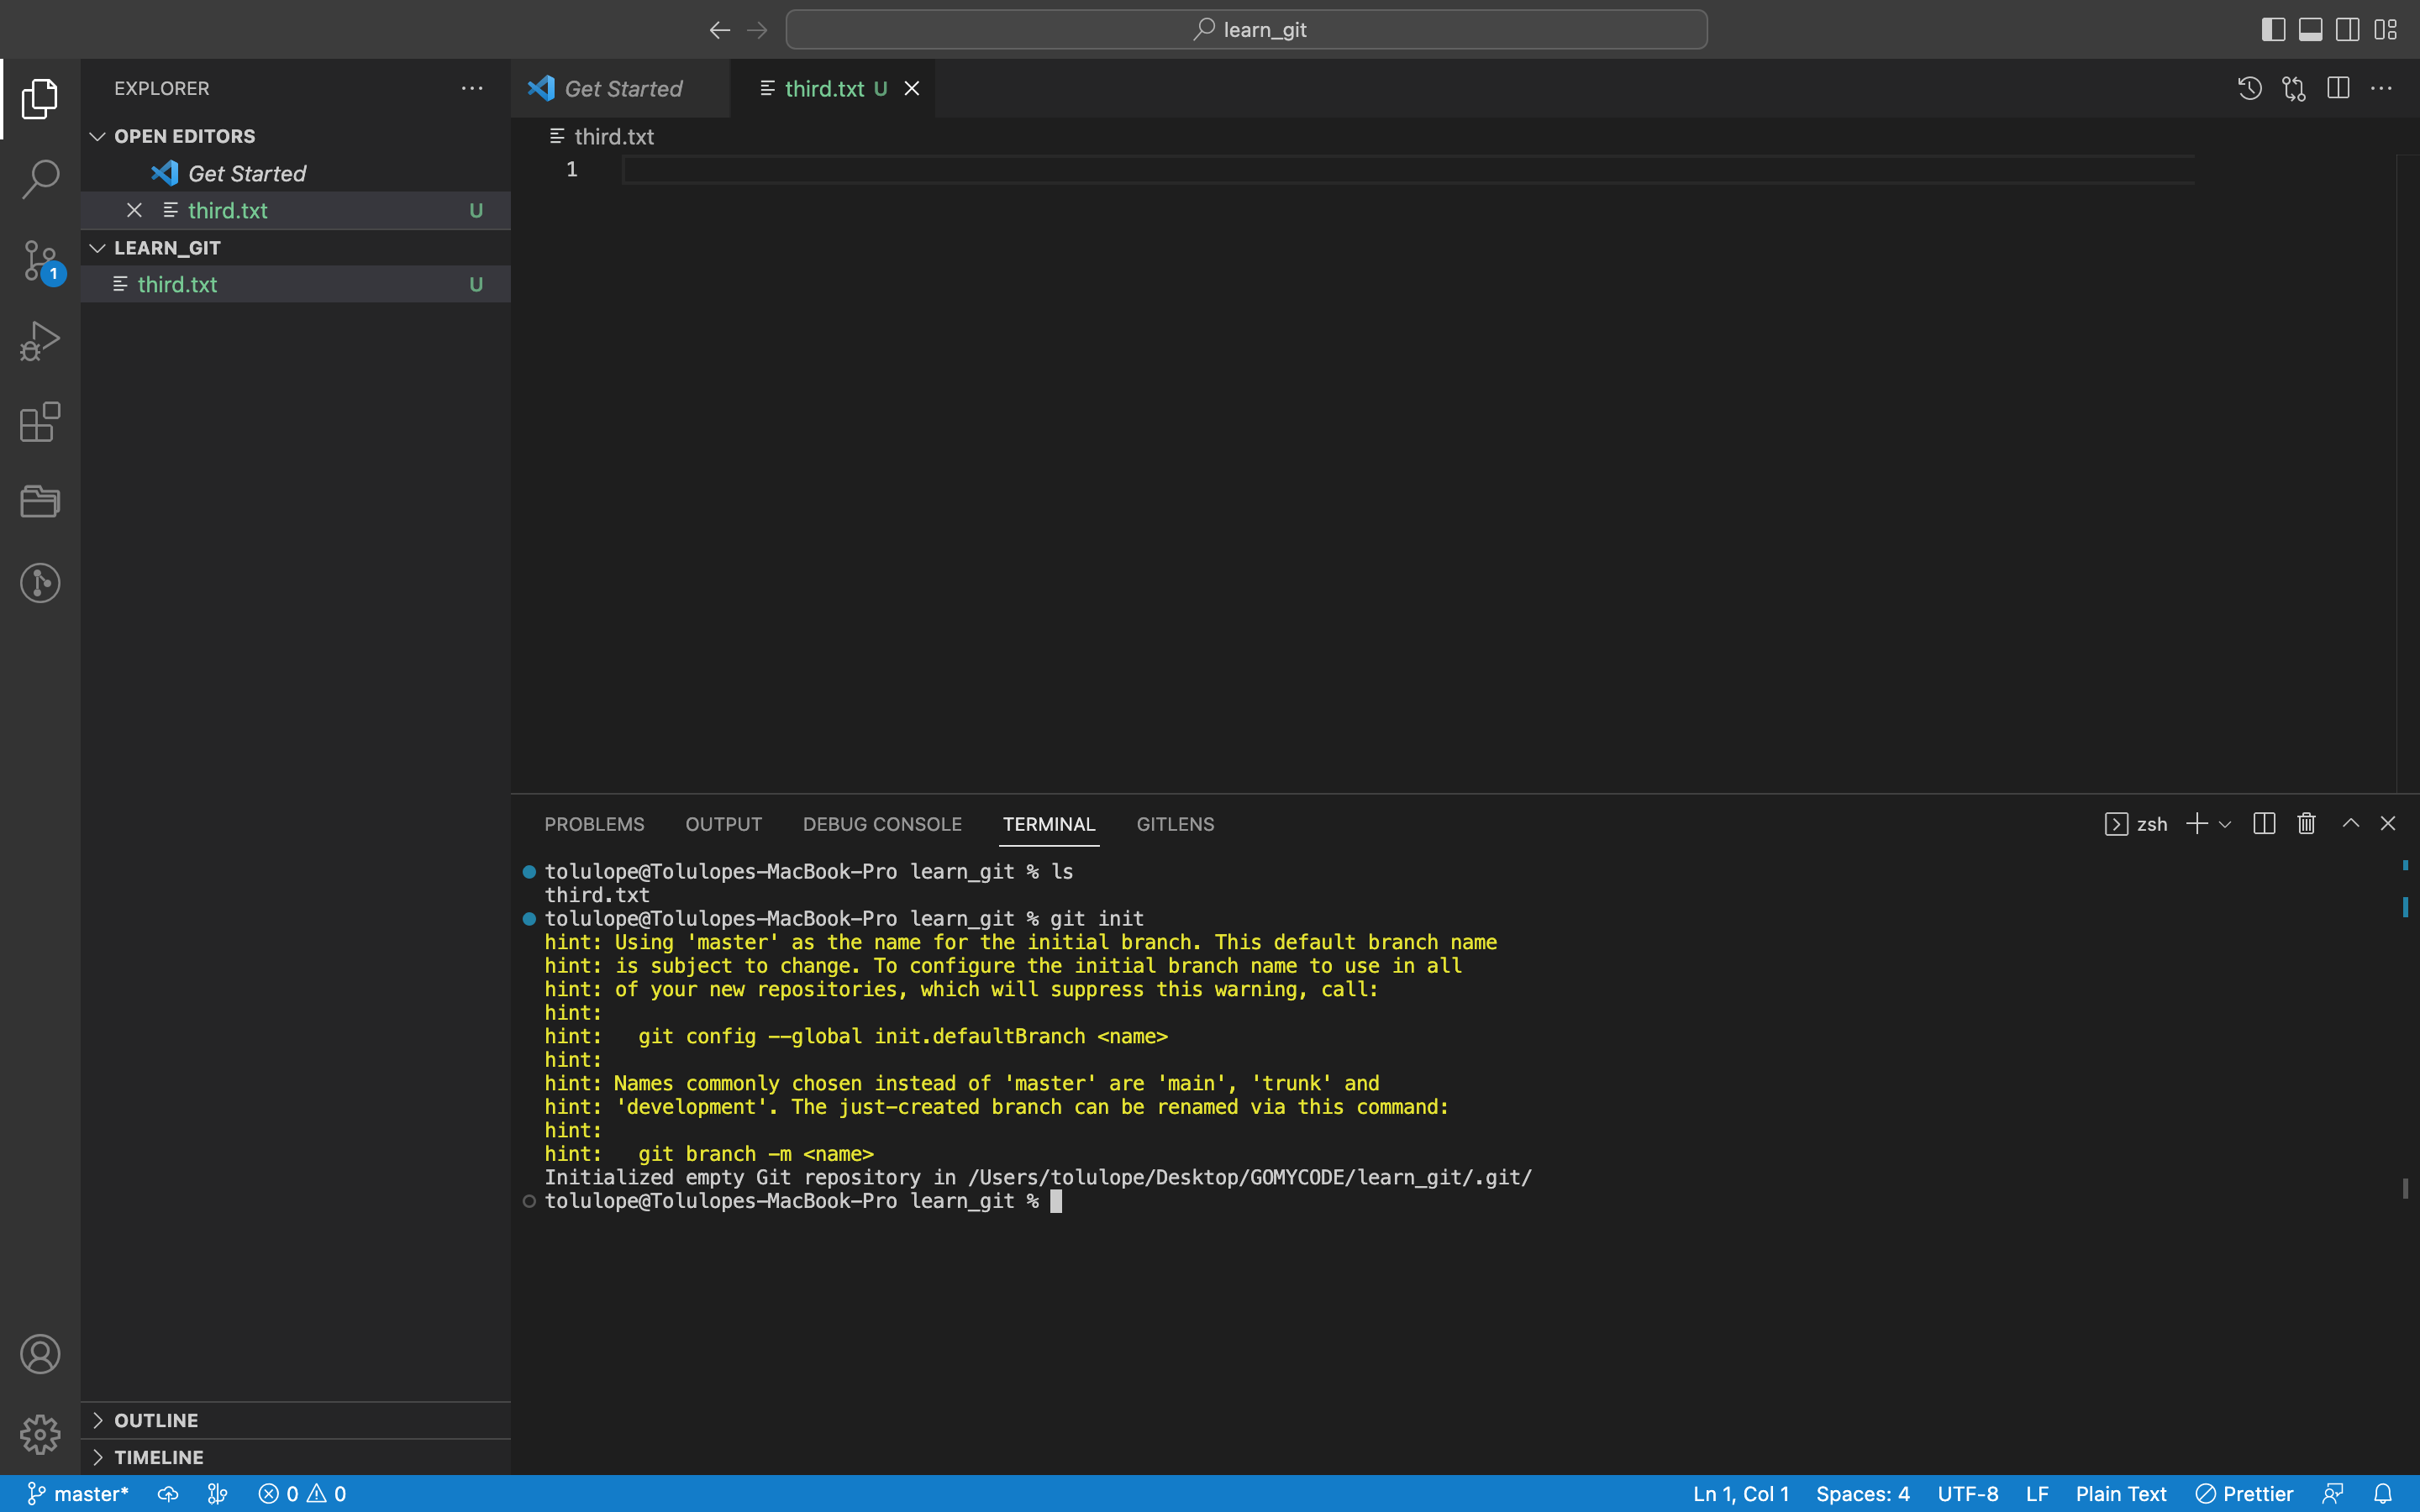 learn_git
EXPLORER
OPEN EDITORS
Get Started
third.txt U
LEARN_GIT
third.txt U
OUTLINE
TIMELINE
Get Started
third.txt U
third.txt
1
PROBLEMS OUTPUT DEBUG CONSOLE TERMINAL GITLENS
zsh
tolulope@Tolulopes-MacBook-Pro learn_git % ls
third.txt
tolulope@Tolulopes-MacBook-Pro learn_git % git init
hint: Using 'master' as the name for the initial branch. This default branch name
hint: is subject to change. To configure the initial branch name to use in all
hint: of your new repositories, which will suppress this warning, call:
hint:
hint:   git config --global init.defaultBranch <name>
hint:
hint: Names commonly chosen instead of 'master' are 'main', 'trunk' and
hint: 'development'. The just-created branch can be renamed via this command:
hint:
hint:   git branch -m <name>
Initialized empty Git repository in /Users/tolulope/Desktop/GOMYCODE/learn_git/.git/
tolulope@Tolulopes-MacBook-Pro learn_git %
1
master* 0 0 Ln 1, Col 1 Spaces: 4 UTF-8 LF Plain Text Prettier